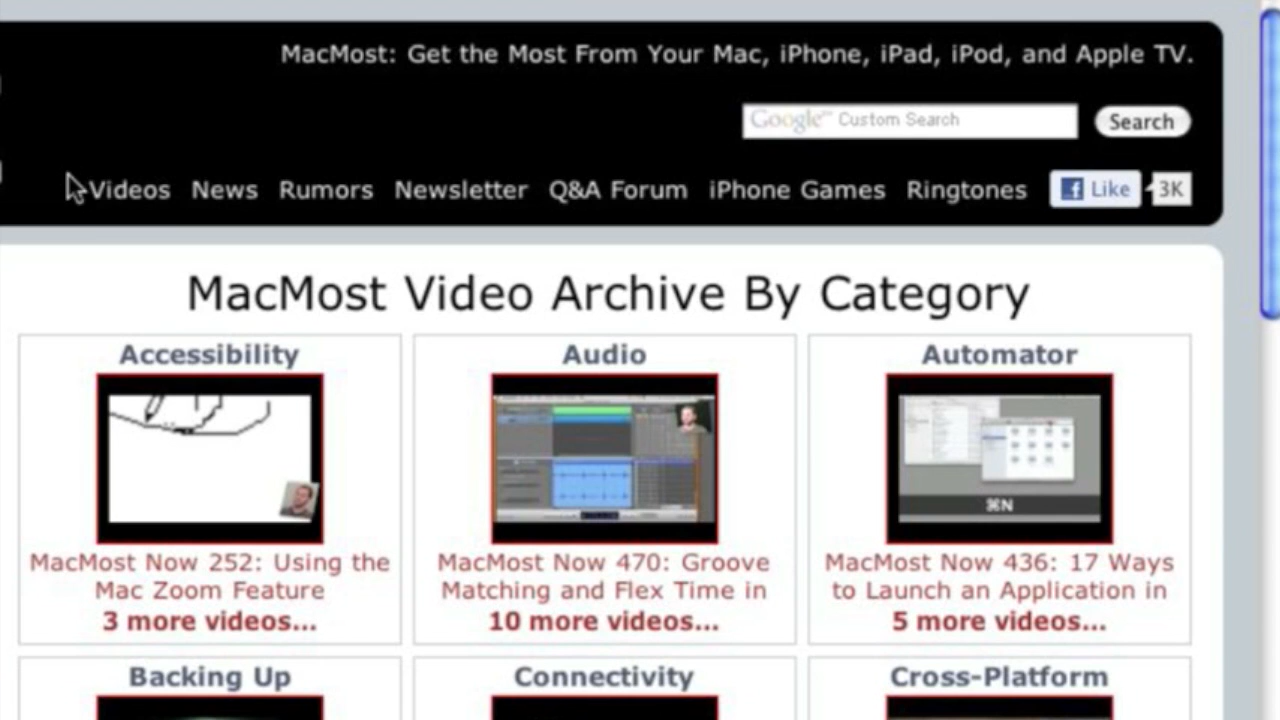 MacMost: Get the Most From Your Mac, iPhone, iPad, iPod, and Apple TV.
Google™ Custom Search
Search
Videos News Rumors Newsletter Q&A Forum iPhone Games Ringtones Like 3K
MacMost Video Archive By Category
Accessibility Audio Automator
⌘N
MacMost Now 252: Using the MacMost Now 470: Groove MacMost Now 436: 17 Ways
Mac Zoom Feature Matching and Flex Time in to Launch an Application in
3 more videos... 10 more videos... 5 more videos...
Backing Up Connectivity Cross-Platform